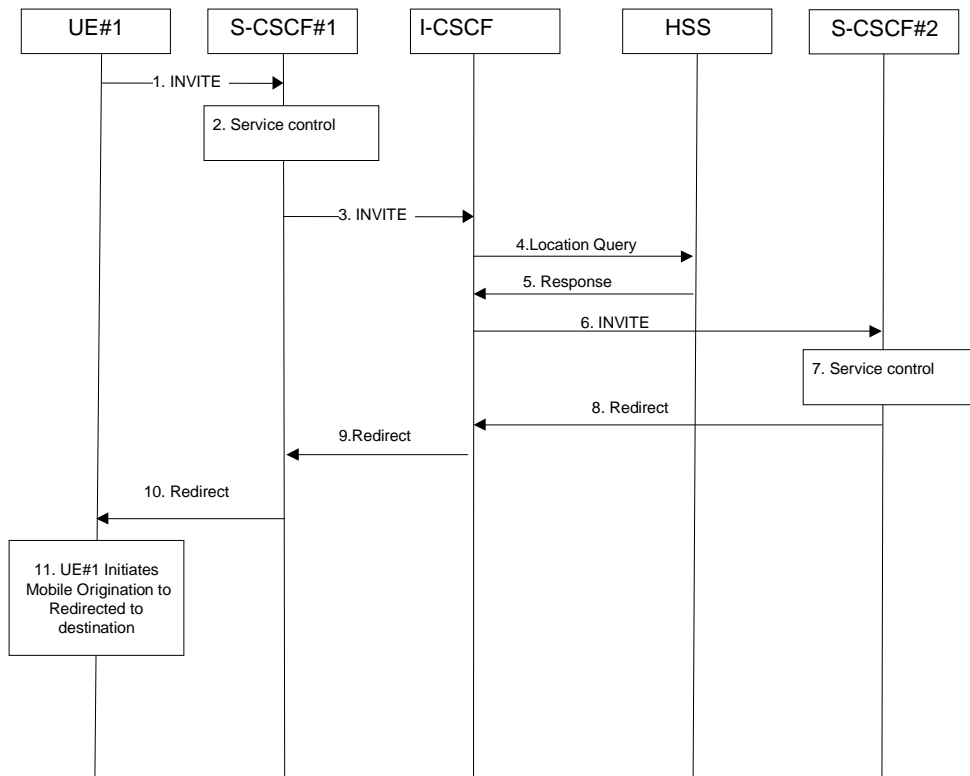 UE#1
S-CSCF#1
I-CSCF
HSS
S-CSCF#2
1. INVITE
2. Service control
3. INVITE
4.Location Query
5. Response
6. INVITE
7. Service control
8. Redirect
9.Redirect
10. Redirect
11. UE#1 Initiates
Mobile Origination to
Redirected to
destination